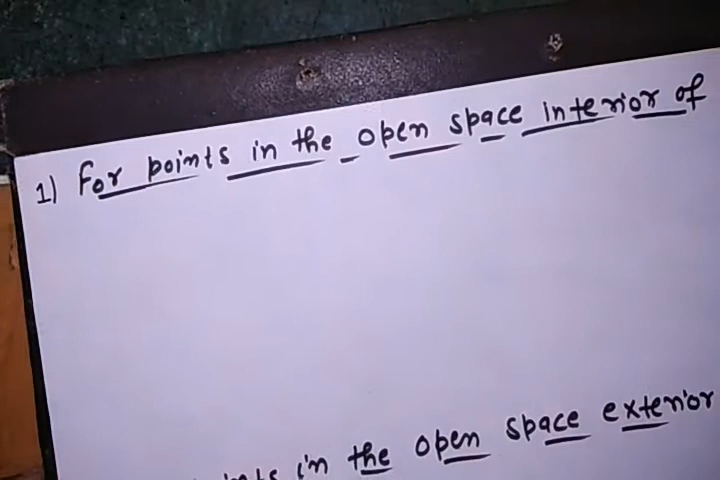 1) For points in the open space interior of
in the open space exterior